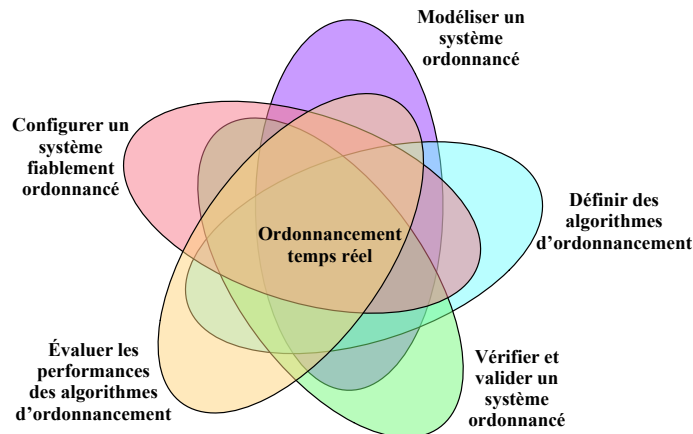 Modéliser un
système
ordonnancé
Configurer un
système
fiablement
ordonnancé
Définir des
algorithmes
d’ordonnancement
Ordonnancement
temps réel
Évaluer les
performances
des algorithmes
d’ordonnancement
Vérifier et
valider un
système
ordonnancé